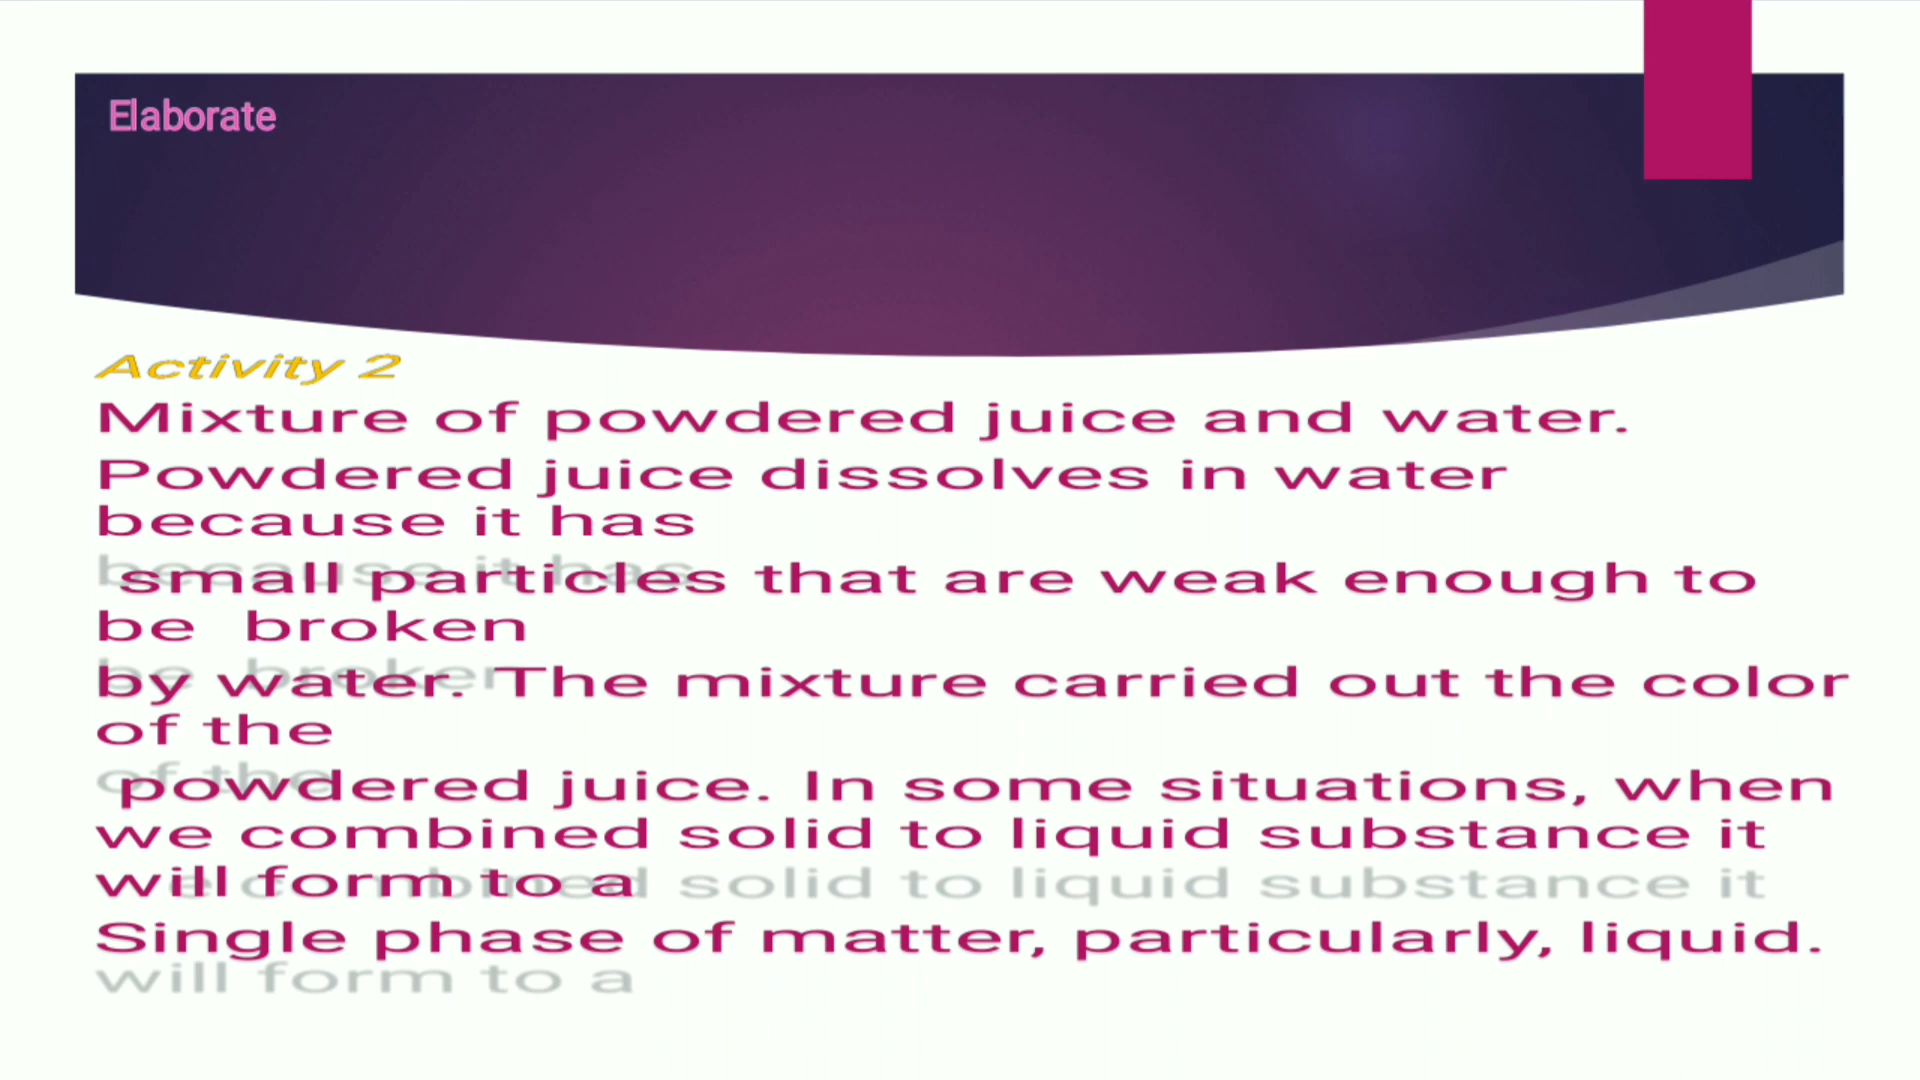 Elaborate
Activity 2
Mixture of powdered juice and water.
Powdered juice dissolves in water
because it has
small particles that are weak enough to
be broken
by water. The mixture carried out the color
of the
powdered juice. In some situations, when
we combined solid to liquid substance it
will form to a
Single phase of matter, particularly, liquid.